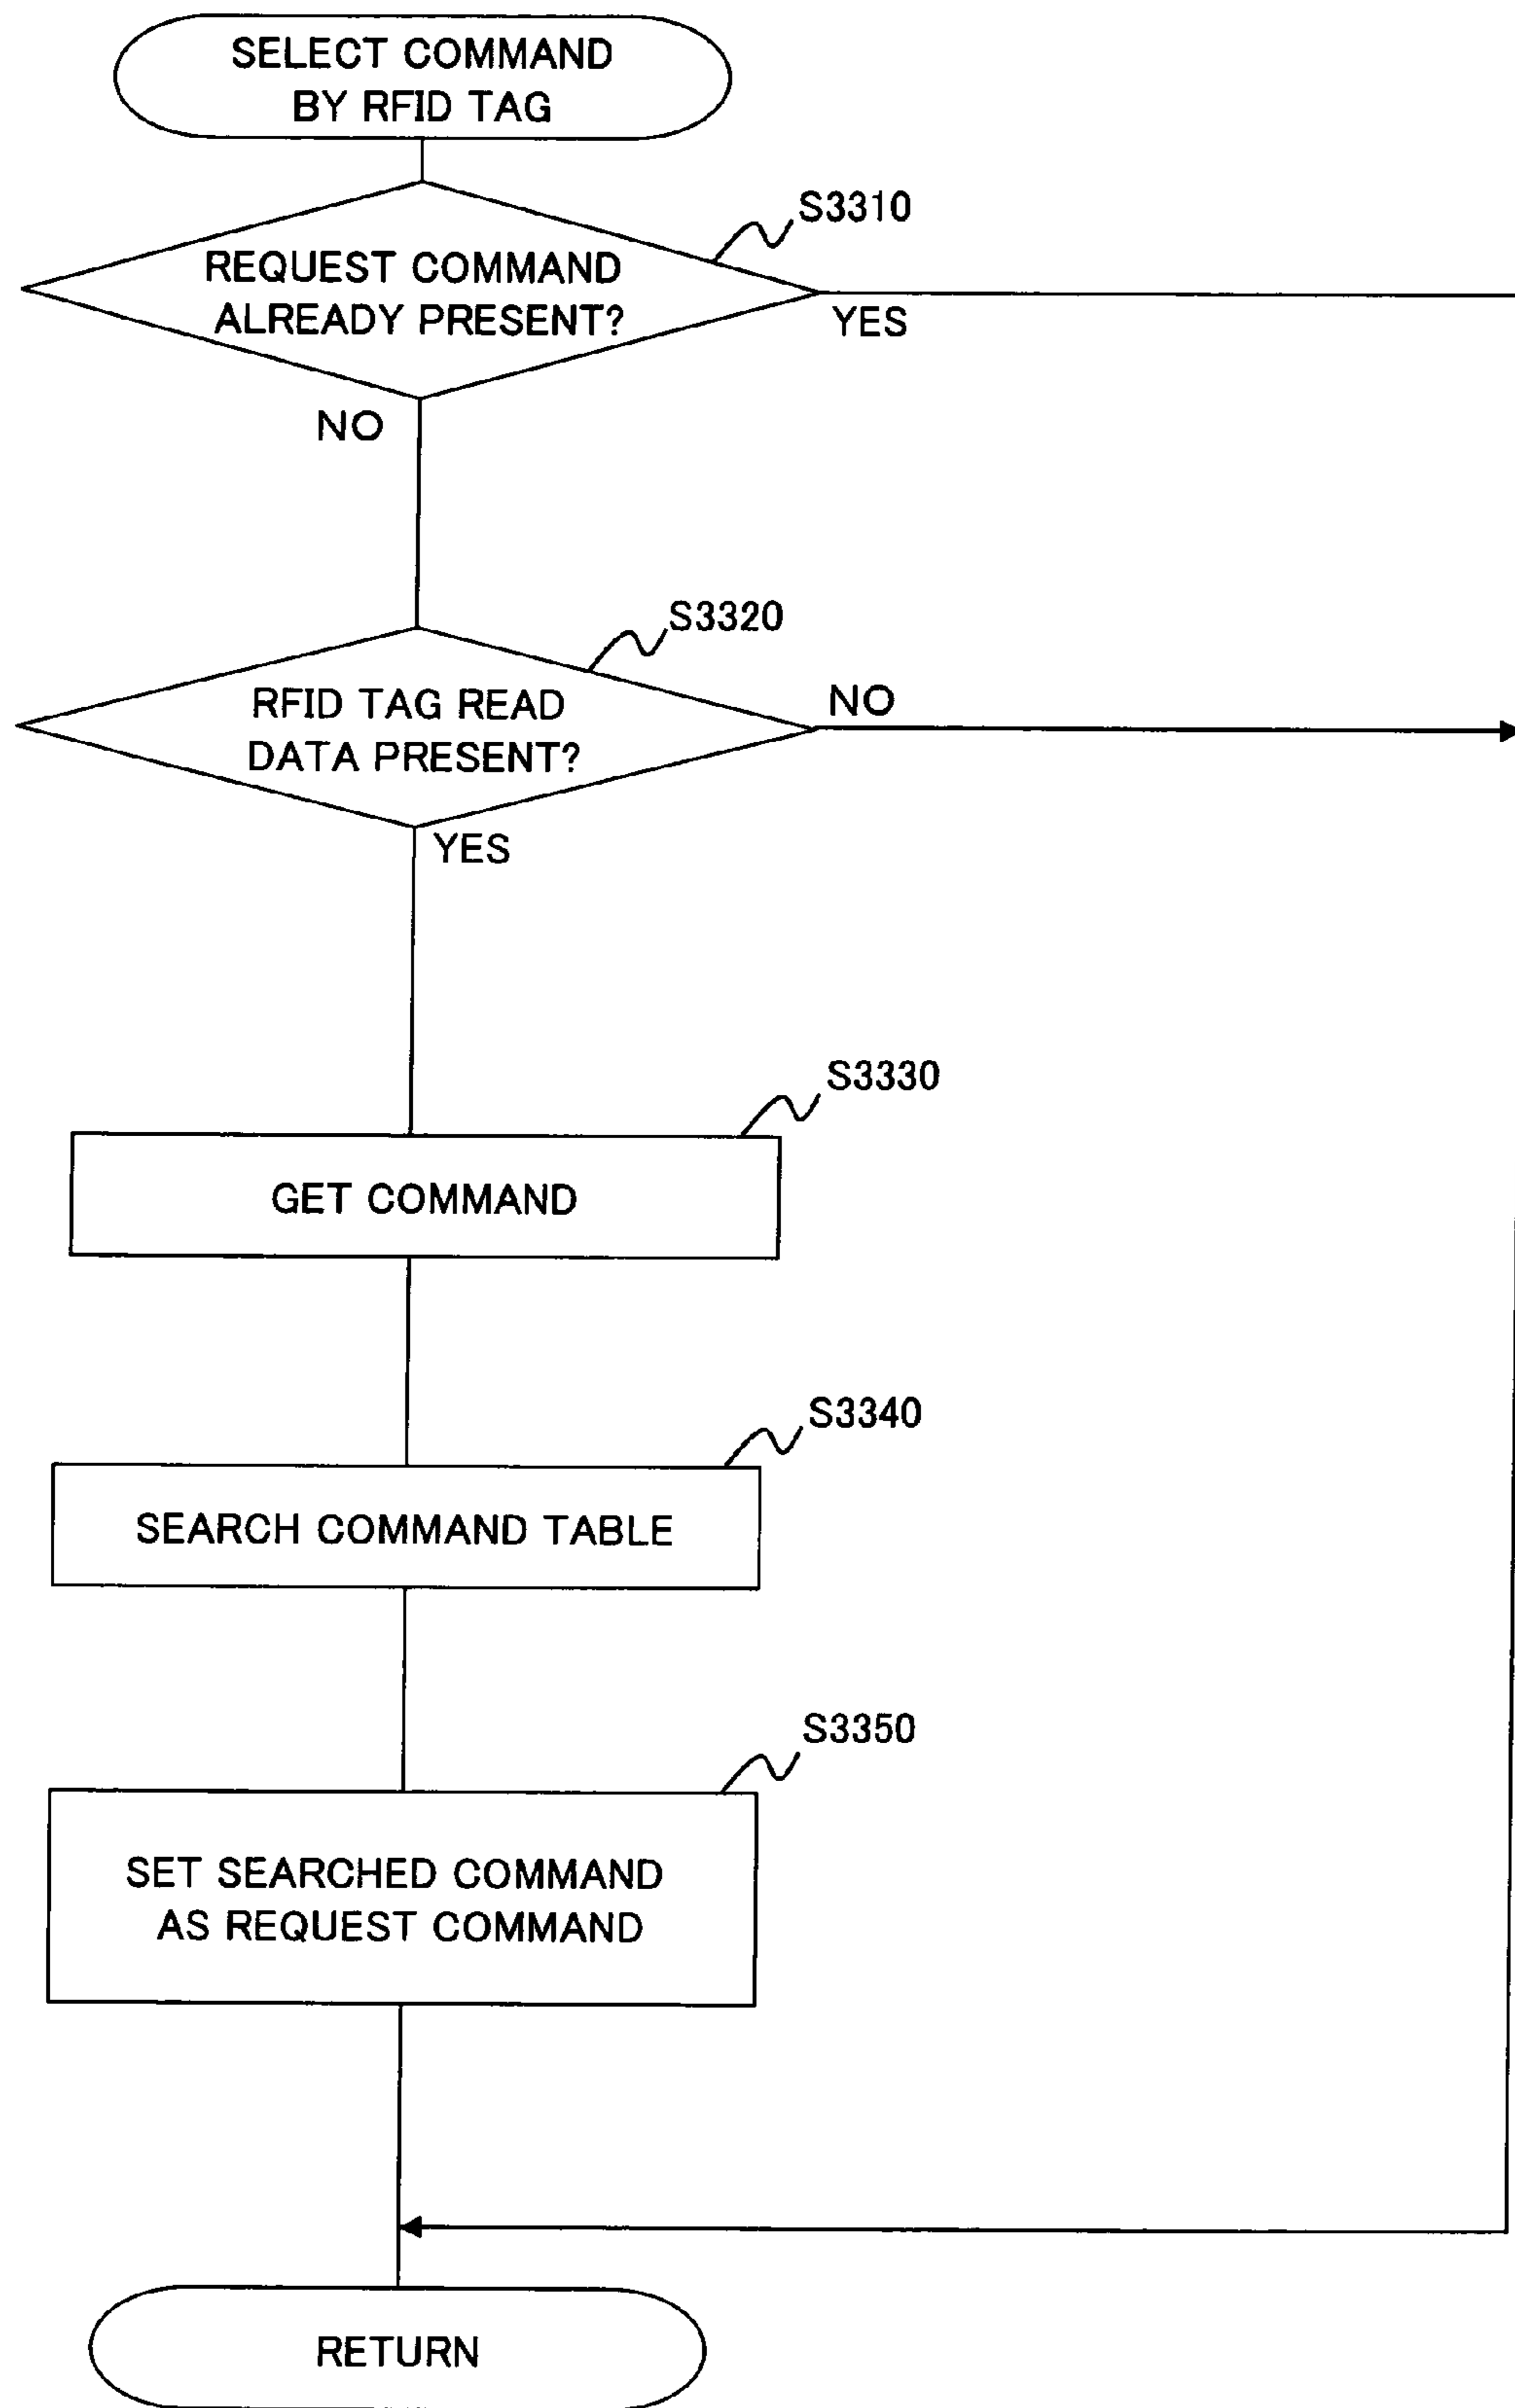 SELECT COMMAND
BY RFID TAG
S3310
REQUEST COMMAND
ALREADY PRESENT?
YES
NO
S3320
RFID TAG READ
DATA PRESENT?
NO
YES
S3330
GET COMMAND
S3340
SEARCH COMMAND TABLE
S3350
SET SEARCHED COMMAND
AS REQUEST COMMAND
RETURN